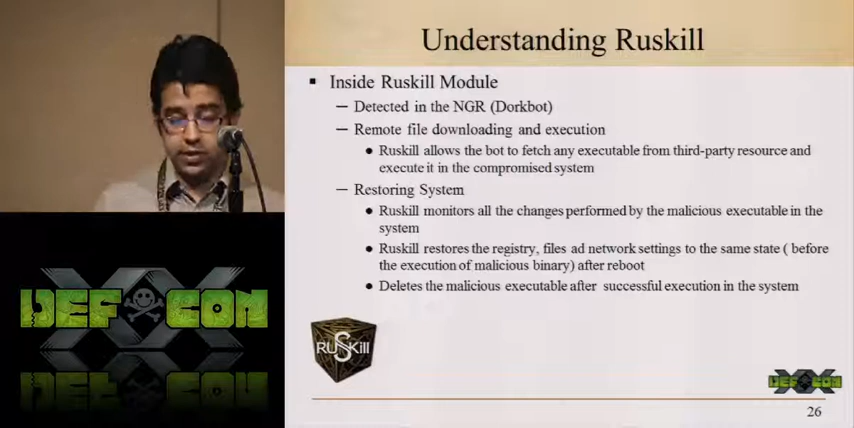 Understanding Ruskill
▪ Inside Ruskill Module
– Detected in the NGR (Dorkbot)
– Remote file downloading and execution
● Ruskill allows the bot to fetch any executable from third-party resource and
execute it in the compromised system
– Restoring System
● Ruskill monitors all the changes performed by the malicious executable in the
system
● Ruskill restores the registry, files ad network settings to the same state ( before
the execution of malicious binary) after reboot
● Deletes the malicious executable after successful execution in the system
DEF CON
XX
RUSKill
DEF CON
XX
26